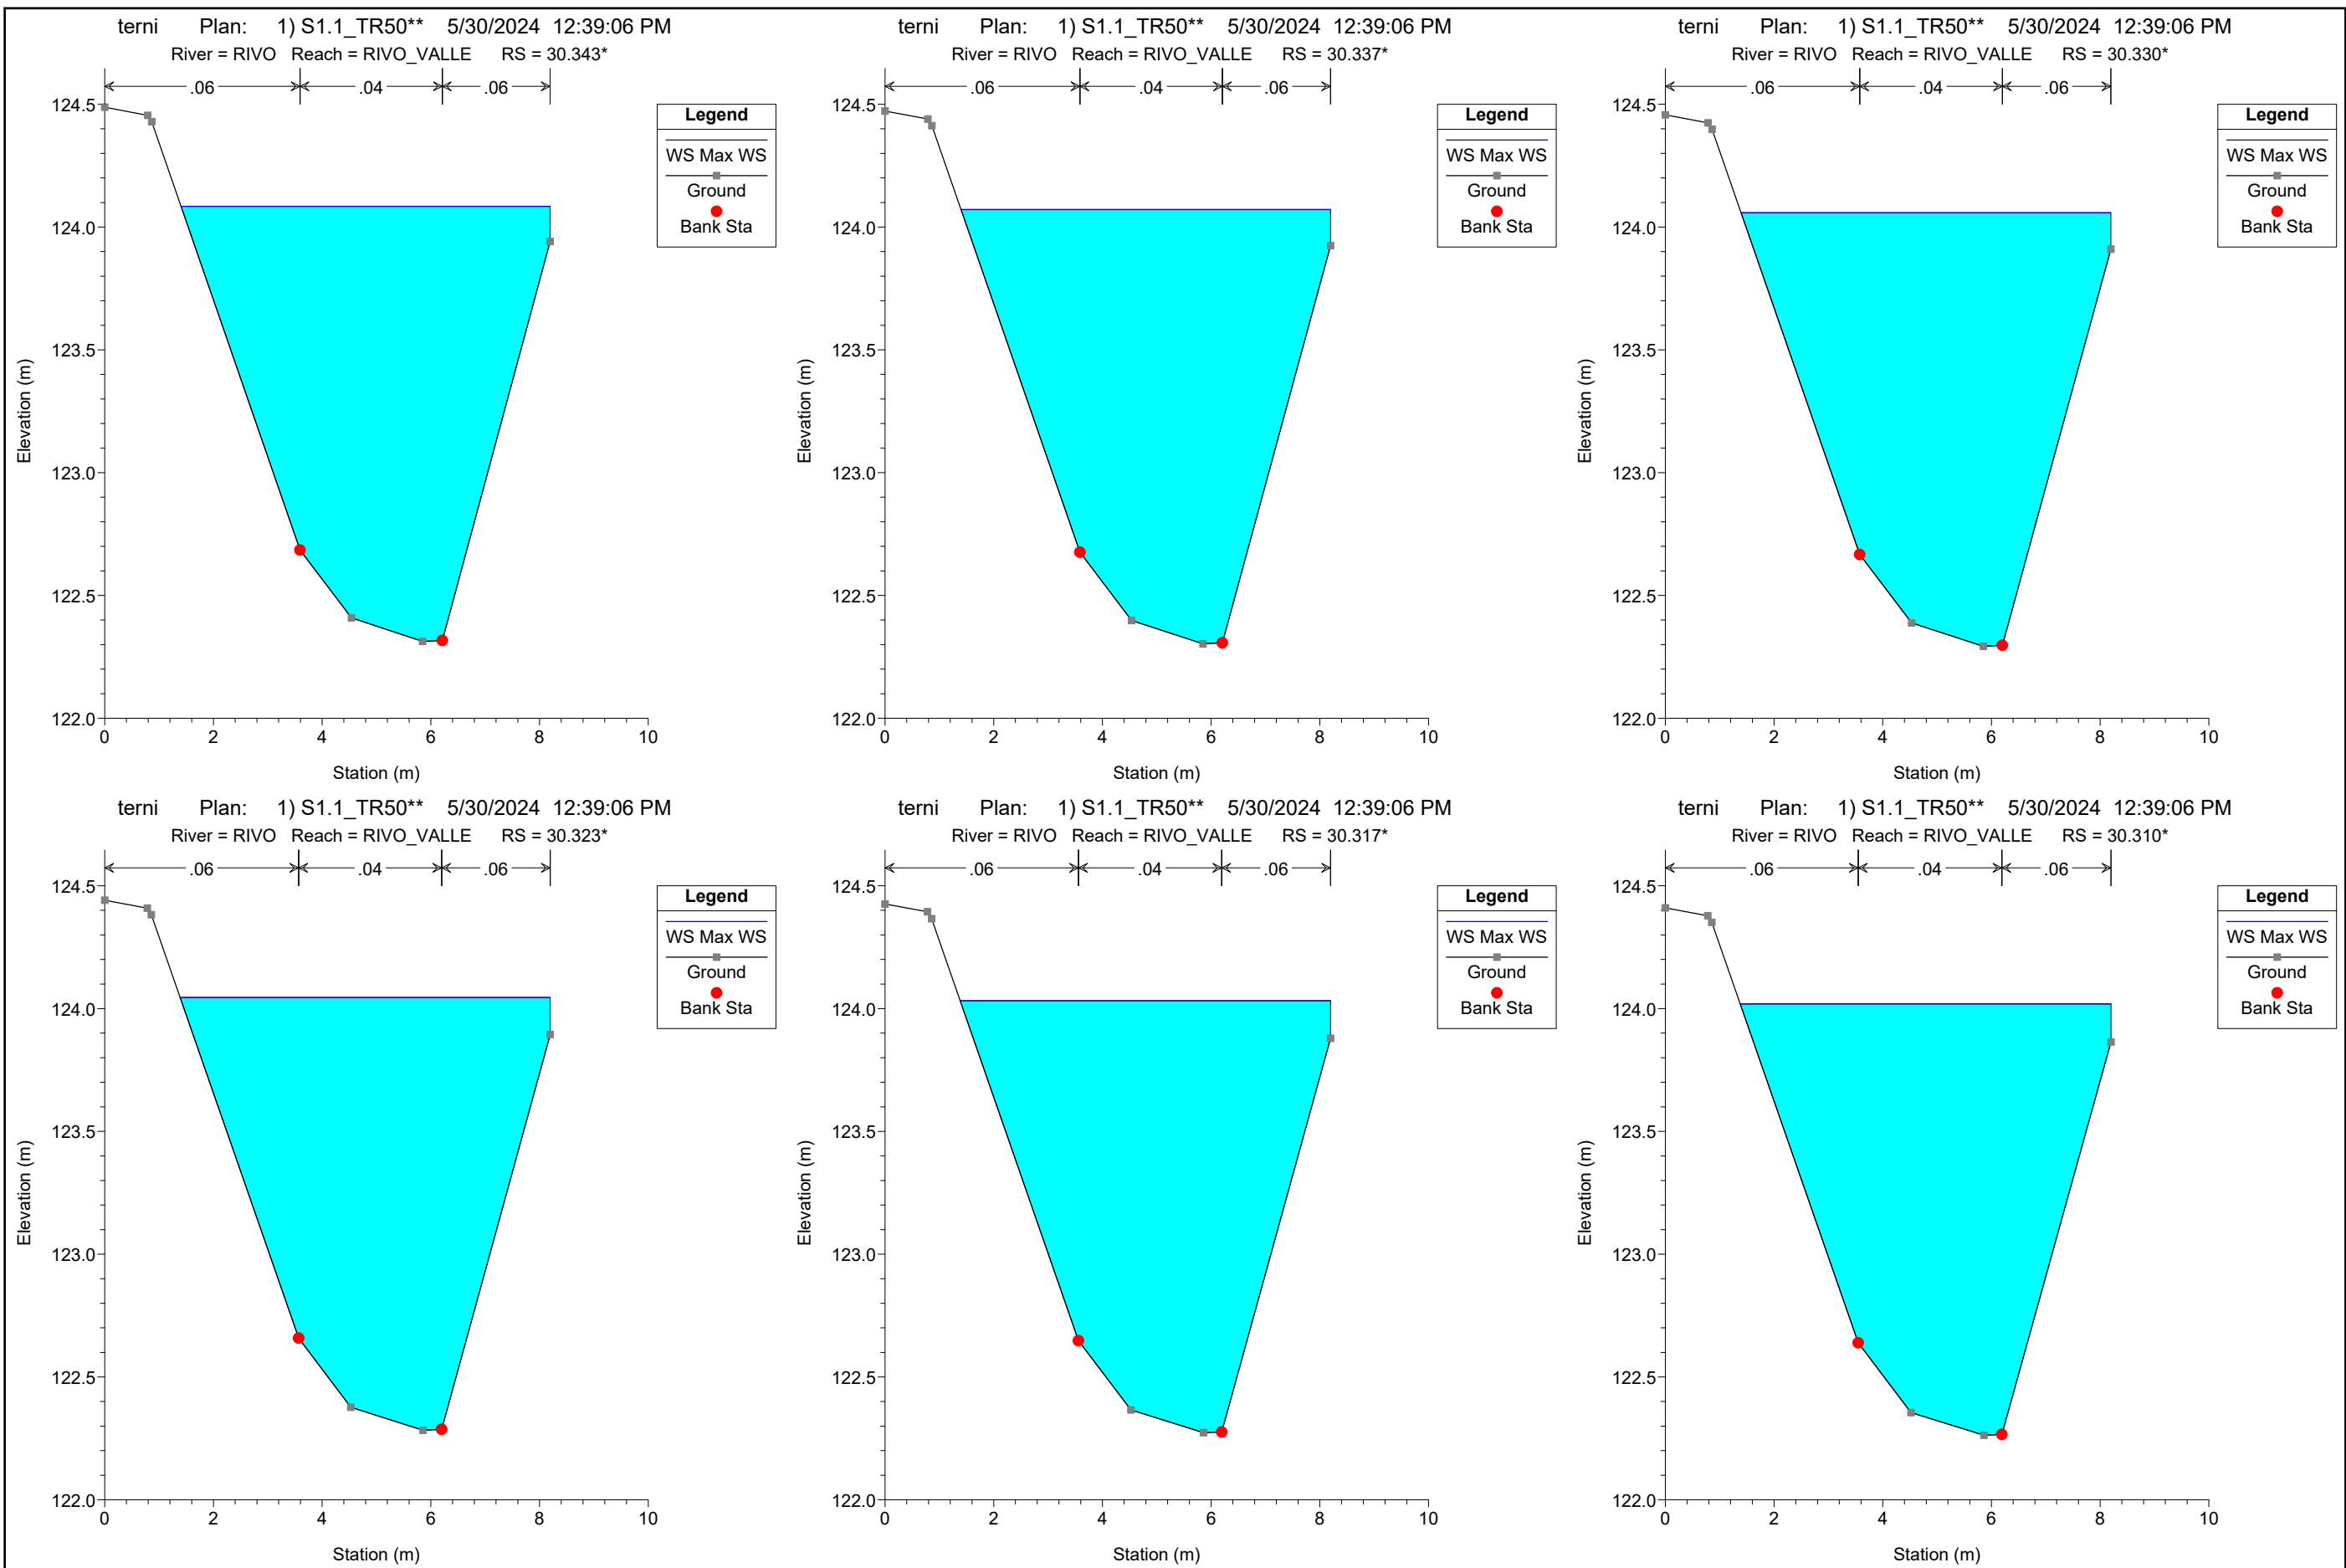 terni Plan: 1) S1.1_TR50** 5/30/2024 12:39:06 PM
River = RIVO Reach = RIVO_VALLE RS = 30.343*
.06 .04 .06
124.5
124.0
123.5
123.0
122.5
122.0
0 2 4 6 8 10
Station (m)
Elevation (m)
Legend
WS Max WS
Ground
Bank Sta
terni Plan: 1) S1.1_TR50** 5/30/2024 12:39:06 PM
River = RIVO Reach = RIVO_VALLE RS = 30.337*
.06 .04 .06
124.5
124.0
123.5
123.0
122.5
122.0
0 2 4 6 8 10
Station (m)
Elevation (m)
Legend
WS Max WS
Ground
Bank Sta
terni Plan: 1) S1.1_TR50** 5/30/2024 12:39:06 PM
River = RIVO Reach = RIVO_VALLE RS = 30.330*
.06 .04 .06
124.5
124.0
123.5
123.0
122.5
122.0
0 2 4 6 8 10
Station (m)
Elevation (m)
Legend
WS Max WS
Ground
Bank Sta
terni Plan: 1) S1.1_TR50** 5/30/2024 12:39:06 PM
River = RIVO Reach = RIVO_VALLE RS = 30.323*
.06 .04 .06
124.5
124.0
123.5
123.0
122.5
122.0
0 2 4 6 8 10
Station (m)
Elevation (m)
Legend
WS Max WS
Ground
Bank Sta
terni Plan: 1) S1.1_TR50** 5/30/2024 12:39:06 PM
River = RIVO Reach = RIVO_VALLE RS = 30.317*
.06 .04 .06
124.5
124.0
123.5
123.0
122.5
122.0
0 2 4 6 8 10
Station (m)
Elevation (m)
Legend
WS Max WS
Ground
Bank Sta
terni Plan: 1) S1.1_TR50** 5/30/2024 12:39:06 PM
River = RIVO Reach = RIVO_VALLE RS = 30.310*
.06 .04 .06
124.5
124.0
123.5
123.0
122.5
122.0
0 2 4 6 8 10
Station (m)
Elevation (m)
Legend
WS Max WS
Ground
Bank Sta